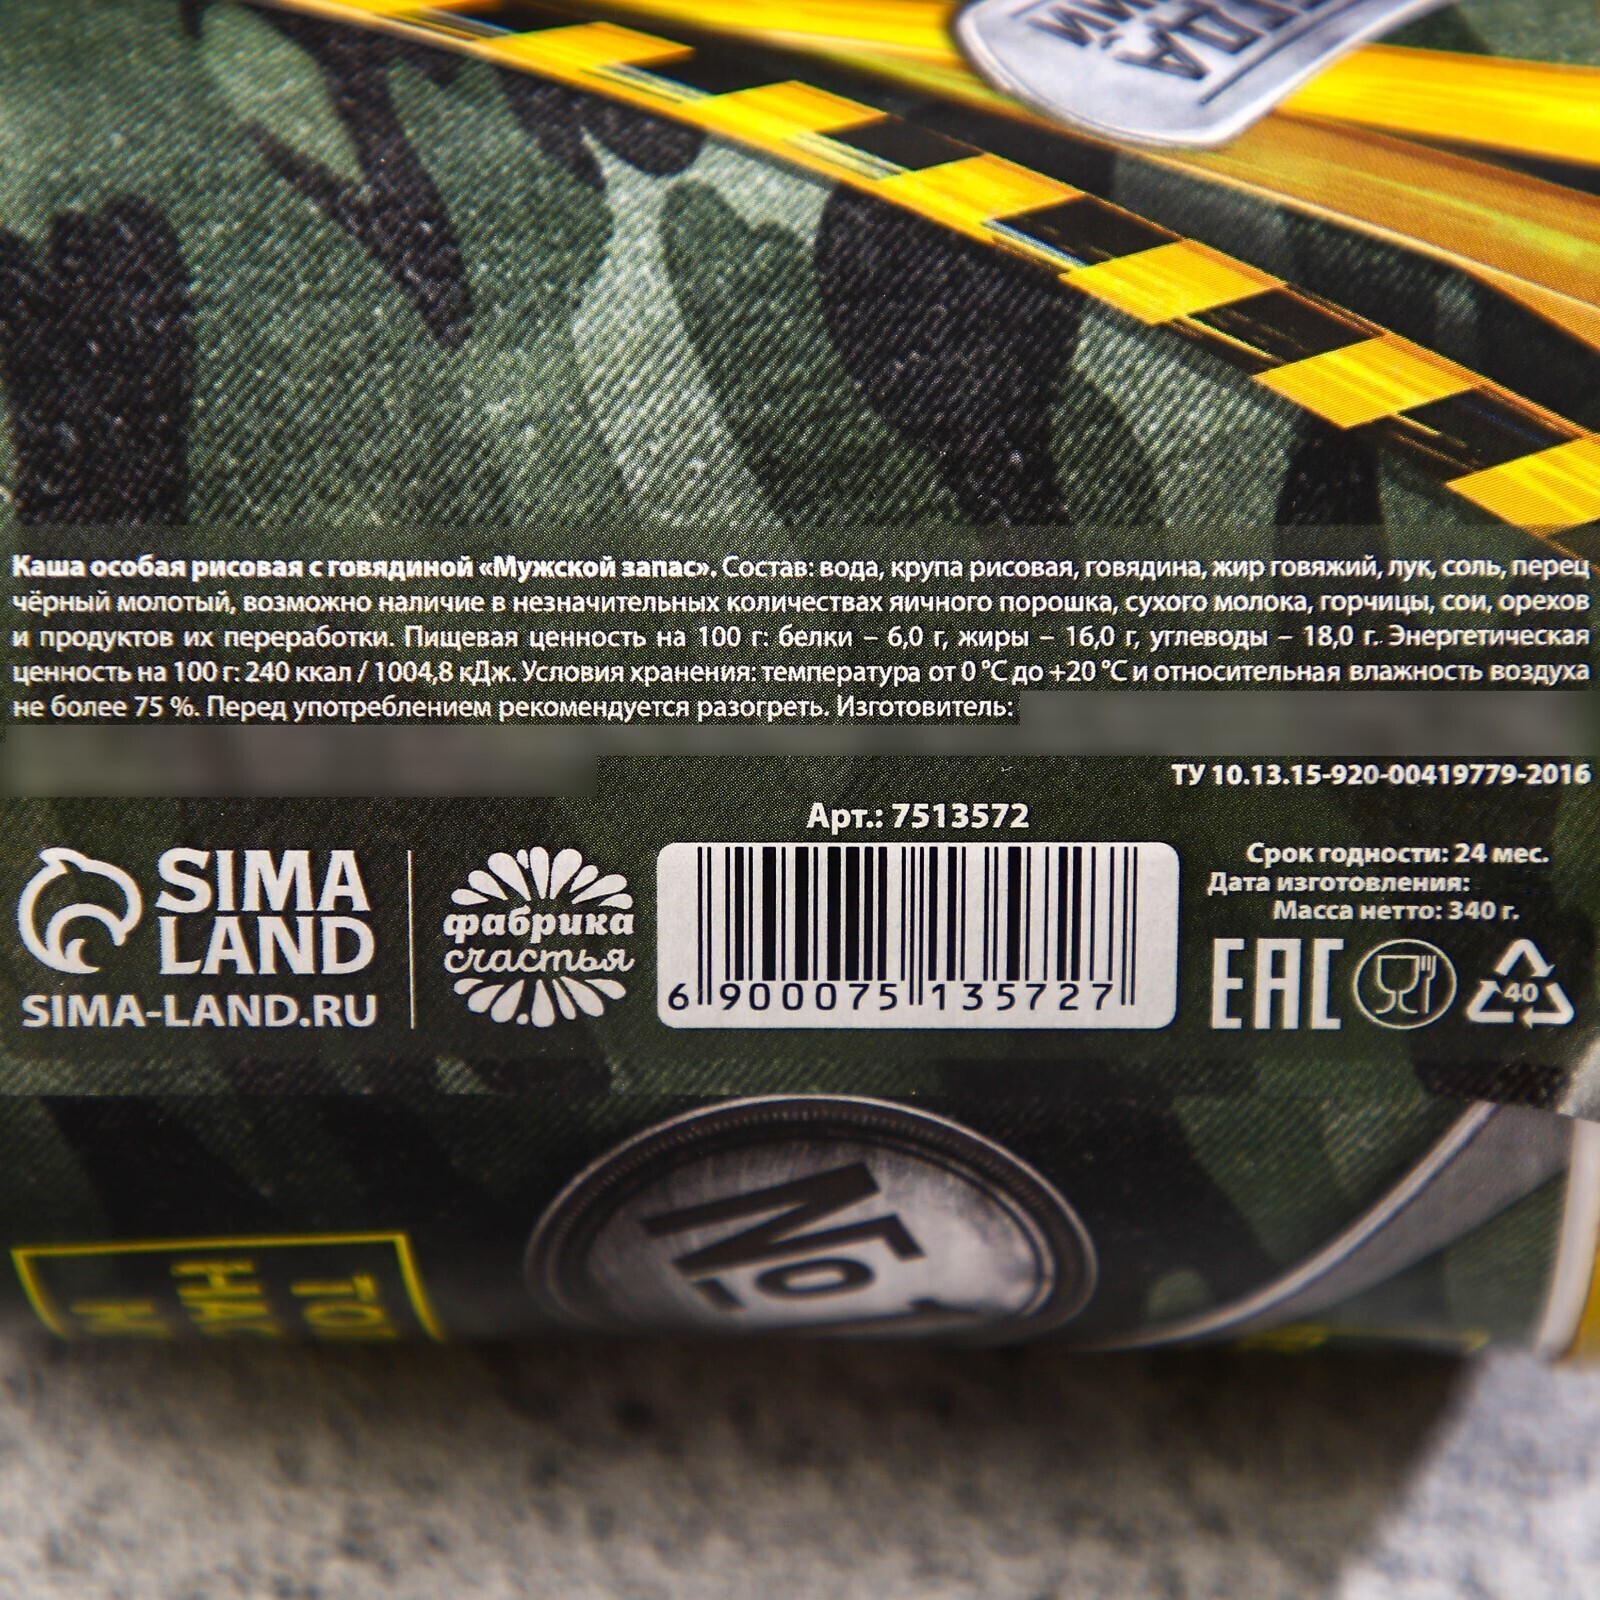 Каша особая рисовая с говядиной «Мужской запас». Состав: вода, крупа рисовая, говядина, жир говяжий, лук, соль, перец
чёрный молотый, возможно наличие в незначительных количествах яичного порошка, сухого молока, горчицы, сои, орехов
и продуктов их переработки. Пищевая ценность на 100 г: белки – 6,0 г, жиры – 16,0 г, углеводы – 18,0 г. Энергетическая
ценность на 100 г: 240 ккал / 1004,8 кДж. Условия хранения: температура от 0 °С до +20 °С и относительная влажность воздуха
не более 75 %. Перед употреблением рекомендуется разогреть. Изготовитель:
ТУ 10.13.15-920-00419779-2016
Арт.: 7513572
SIMA
LAND
SIMA-LAND.RU
фабрика
счастья
6 900075 135727
Срок годности: 24 мес.
Дата изготовления:
Масса нетто: 340 г.
EAC
40
№1